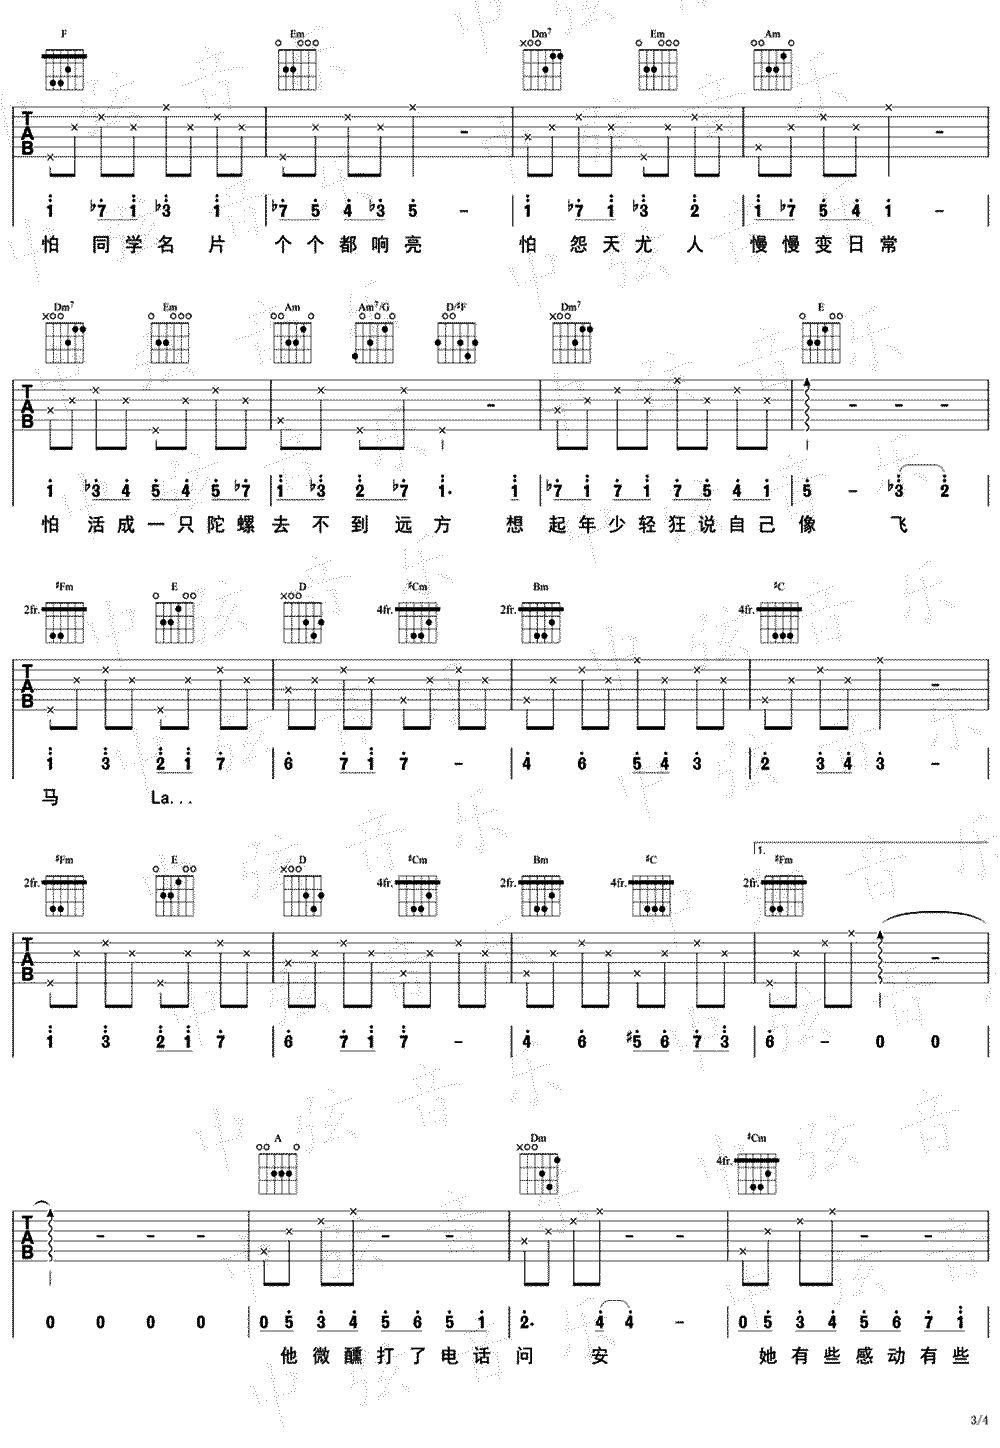 F Em Dm7 Em Am
TAB
1 ♭7 1 ♭3 1 ♭7 5 4 ♭3 5 - 1 ♭7 1 ♭3 2 1 ♭7 5 4 1 -
怕 同 学 名 片 个 个 都 响 亮 怕 怨 天 尤 人 慢 慢 变 日 常
Dm7 Em Am Am7/G D/♯F Dm7 E
TAB
1 ♭3 4 5 4 5 ♭7 1 ♭3 2 ♭7 1. 1 ♭7 1 7 1 7 5 4 1 5 - ♭3 2
怕 活 成 一 只 陀 螺 去 不 到 远 方 想 起 年 少 轻 狂 说 自 己 像 飞
♯Fm E D ♯Cm Bm ♯C
2fr. 4fr. 2fr. 4fr.
TAB
1 3 2 1 7 6 7 1 7 - 4 6 5 4 3 2 3 4 3 -
马 La...
1.
♯Fm E D ♯Cm Bm ♯C ♯Fm
2fr. 4fr. 2fr. 4fr. 2fr.
TAB
1 3 2 1 7 6 7 1 7 - 4 6 ♯5 6 7 3 6 - 0 0
A Dm ♯Cm
4fr.
TAB
0 0 0 0 0 5 3 4 5 6 5 1 2. 4 4 - 0 5 3 4 5 6 7 1
他 微 醺 打 了 电 话 问 安 她 有 些 感 动 有 些
3/4
中弦音乐